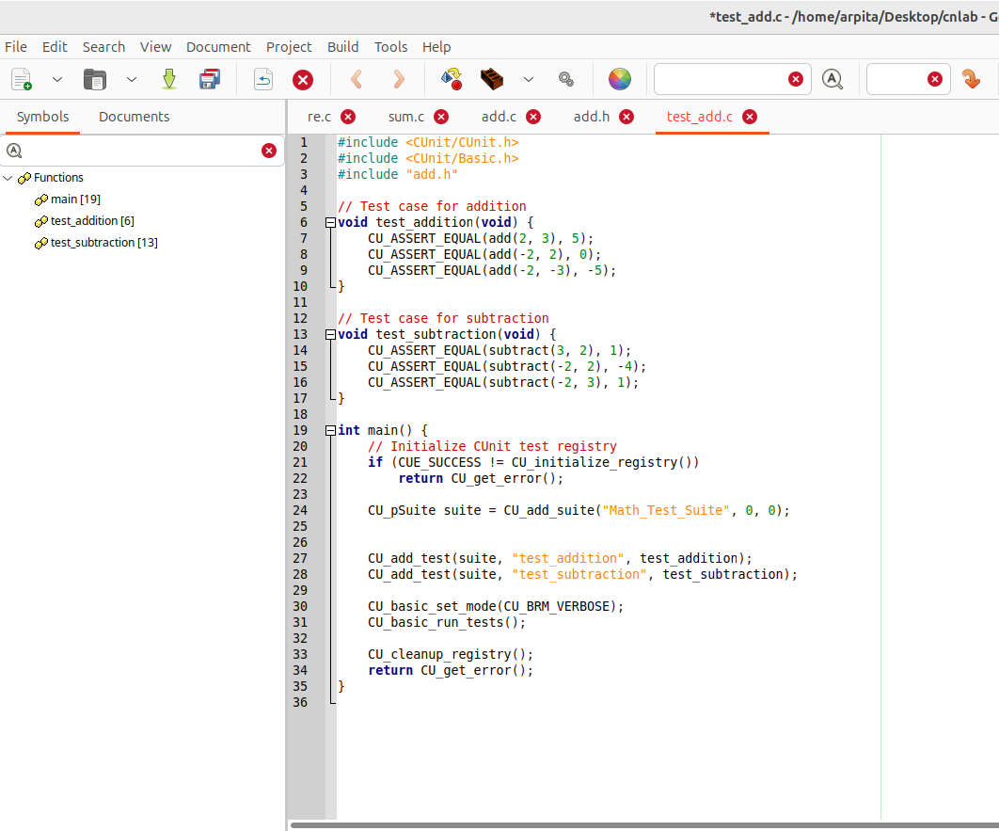 *test_add.c - /home/arpita/Desktop/cnlab - G
File Edit Search View Document Project Build Tools Help
Symbols Documents
re.c sum.c add.c add.h test_add.c
Functions
main [19]
test_addition [6]
test_subtraction [13]
1 #include <CUnit/CUnit.h>
2 #include <CUnit/Basic.h>
3 #include "add.h"
4
5 // Test case for addition
6 void test_addition(void) {
7     CU_ASSERT_EQUAL(add(2, 3), 5);
8     CU_ASSERT_EQUAL(add(-2, 2), 0);
9     CU_ASSERT_EQUAL(add(-2, -3), -5);
10 }
11
12 // Test case for subtraction
13 void test_subtraction(void) {
14     CU_ASSERT_EQUAL(subtract(3, 2), 1);
15     CU_ASSERT_EQUAL(subtract(-2, 2), -4);
16     CU_ASSERT_EQUAL(subtract(-2, 3), 1);
17 }
18
19 int main() {
20     // Initialize CUnit test registry
21     if (CUE_SUCCESS != CU_initialize_registry())
22         return CU_get_error();
23
24     CU_pSuite suite = CU_add_suite("Math_Test_Suite", 0, 0);
25
26
27     CU_add_test(suite, "test_addition", test_addition);
28     CU_add_test(suite, "test_subtraction", test_subtraction);
29
30     CU_basic_set_mode(CU_BRM_VERBOSE);
31     CU_basic_run_tests();
32
33     CU_cleanup_registry();
34     return CU_get_error();
35 }
36